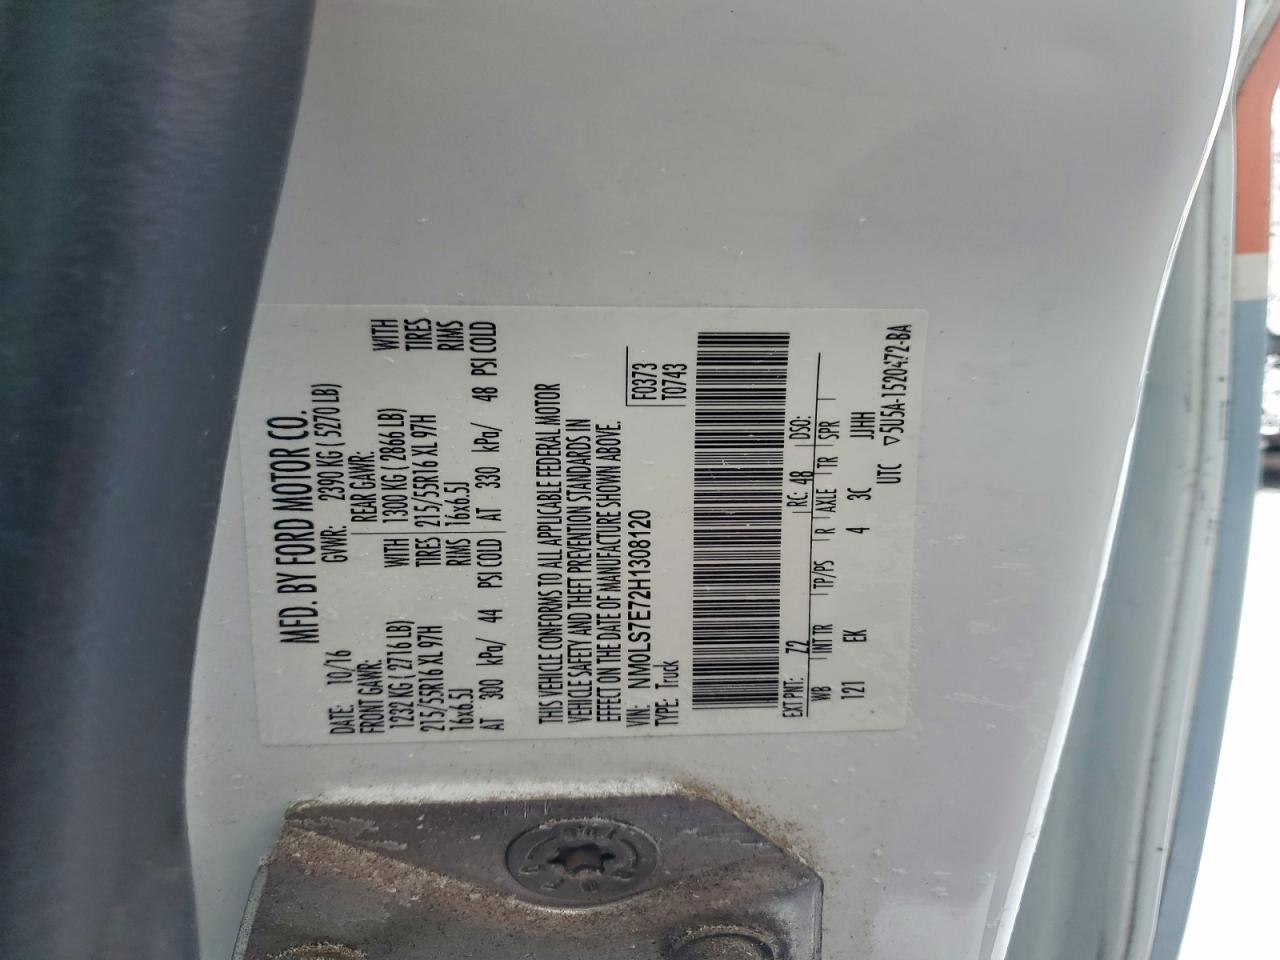 MFD. BY FORD MOTOR CO.
DATE: 10/16 GVWR: 2390 KG ( 5270 LB)
FRONT GAWR: REAR GAWR:
1232 KG ( 2716 LB) WITH 1300 KG ( 2866 LB) WITH
215/55R16 XL 97H TIRES 215/55R16 XL 97H TIRES
16x6.5J RIMS 16x6.5J RIMS
AT 300 kPa/ 44 PSI COLD AT 330 kPa/ 48 PSI COLD
THIS VEHICLE CONFORMS TO ALL APPLICABLE FEDERAL MOTOR
VEHICLE SAFETY AND THEFT PREVENTION STANDARDS IN
EFFECT ON THE DATE OF MANUFACTURE SHOWN ABOVE.
VIN: NM0LS7E72H1308120 F0373
TYPE: Truck T0743
EXT PNT: Z2 RC: 48 DSO:
WB INT TR TP/PS R AXLE TR SPR
121 EK 4 3C JJHH
UTC ▽5U5A-1520472-BA